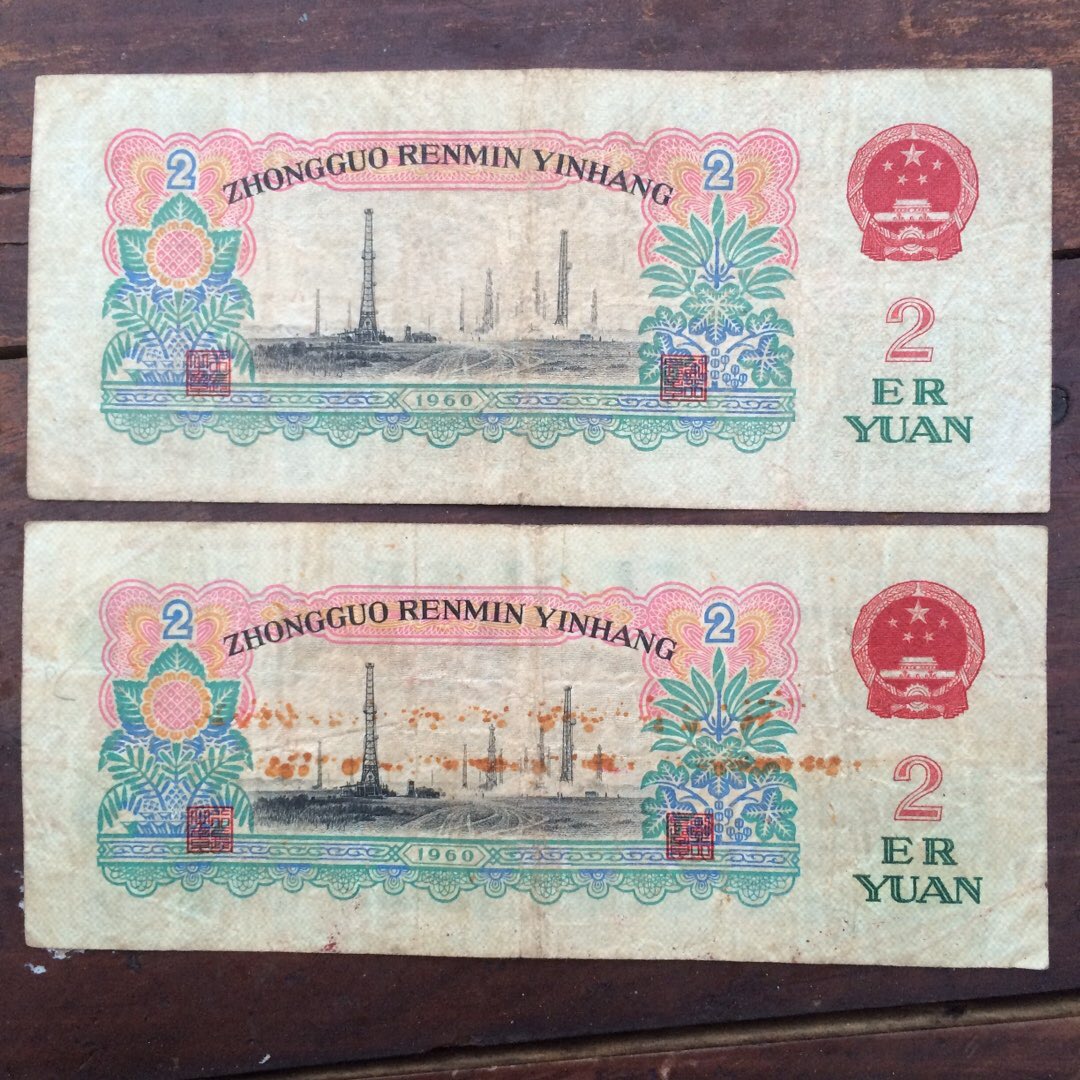 2 2
ZHONGGUO RENMIN YINHANG
2
1960
ER
YUAN
2 2
ZHONGGUO RENMIN YINHANG
2
1960
ER
YUAN